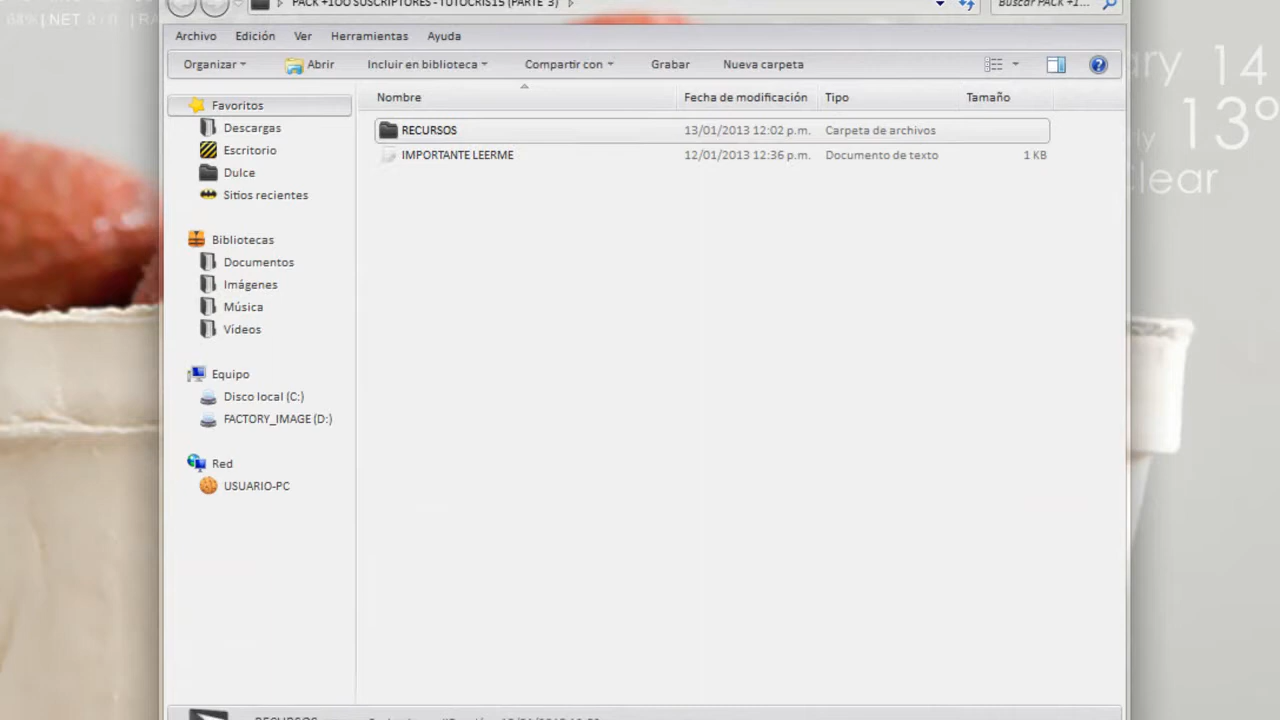 PACK +100 SUSCRIPTORES - TUTOCRIS15 (PARTE 3)
Buscar PACK +1...
68% | NET
Archivo Edición Ver Herramientas Ayuda
Organizar Abrir Incluir en biblioteca Compartir con Grabar Nueva carpeta
14
Nombre Fecha de modificación Tipo Tamaño
Favoritos
Descargas
Escritorio
Dulce
Sitios recientes
RECURSOS 13/01/2013 12:02 p.m. Carpeta de archivos
IMPORTANTE LEERME 12/01/2013 12:36 p.m. Documento de texto 1 KB
13°
Clear
Bibliotecas
Documentos
Imágenes
Música
Vídeos
Equipo
Disco local (C:)
FACTORY_IMAGE (D:)
Red
USUARIO-PC
RECURSOS